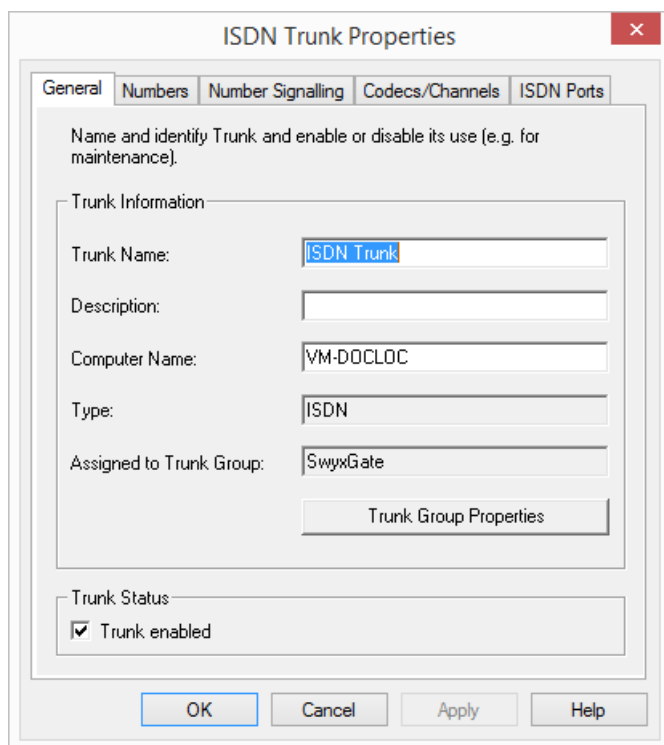 ISDN Trunk Properties
General Numbers Number Signalling Codecs/Channels ISDN Ports
Name and identify Trunk and enable or disable its use (e.g. for
maintenance).
Trunk Information
Trunk Name: ISDN Trunk
Description:
Computer Name: VM-DOCLOC
Type: ISDN
Assigned to Trunk Group: SwyxGate
Trunk Group Properties
Trunk Status
Trunk enabled
OK Cancel Apply Help